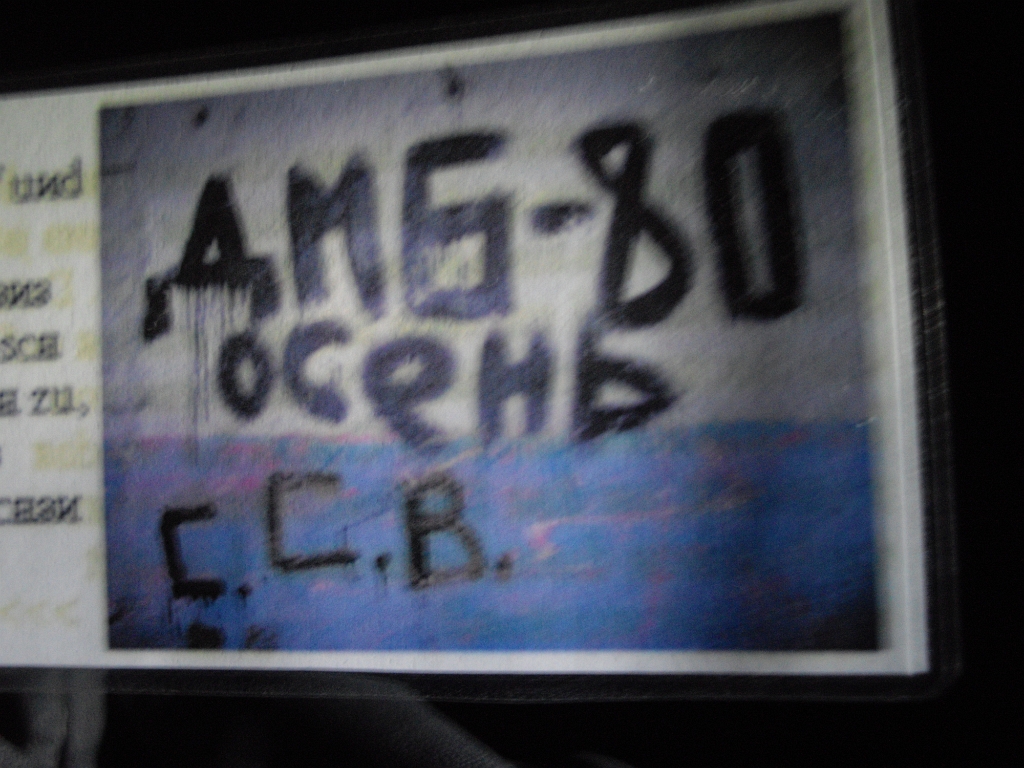 ДМБ-80
осень
С.С.В.
und
zu,
<<<